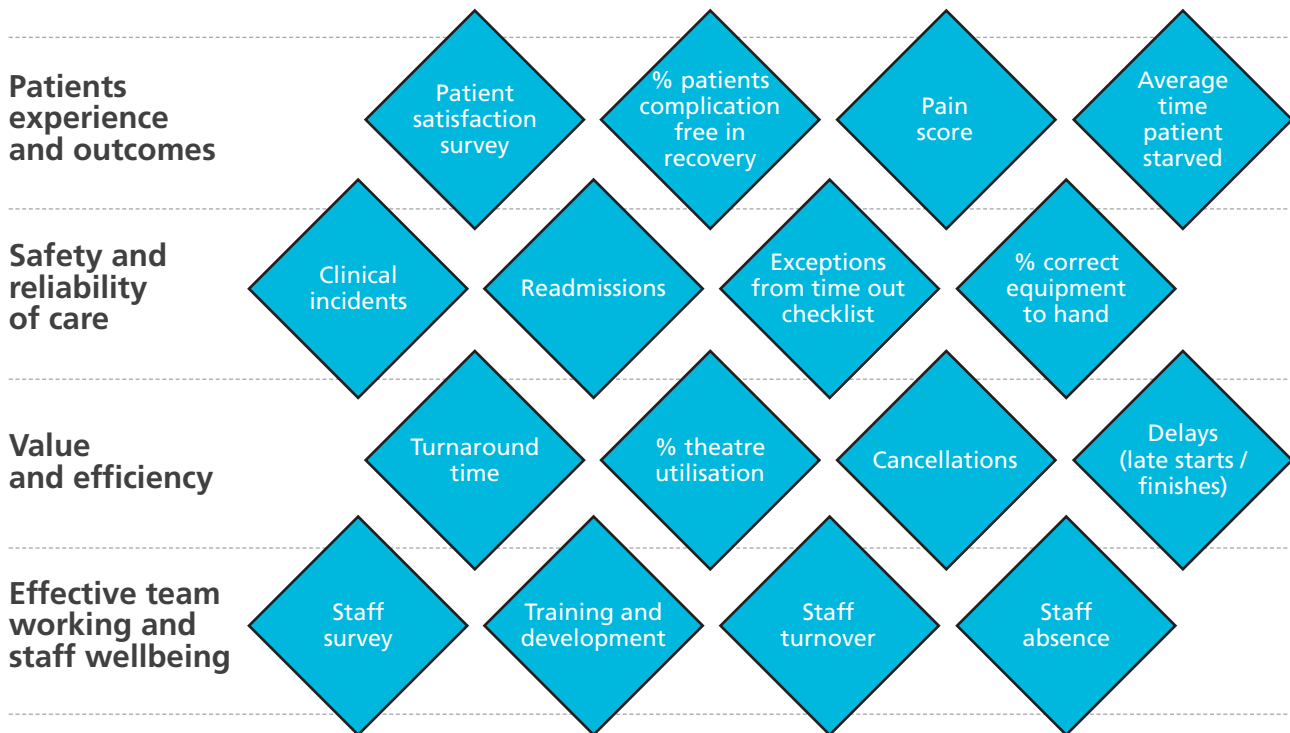 Patients
experience
and outcomes
Patient
satisfaction
survey
% patients
complication
free in
recovery
Pain
score
Average
time
patient
starved
Safety and
reliability
of care
Clinical
incidents
Readmissions
Exceptions
from time out
checklist
% correct
equipment
to hand
Value
and efficiency
Turnaround
time
% theatre
utilisation
Cancellations
Delays
(late starts /
finishes)
Effective team
working and
staff wellbeing
Staff
survey
Training and
development
Staff
turnover
Staff
absence